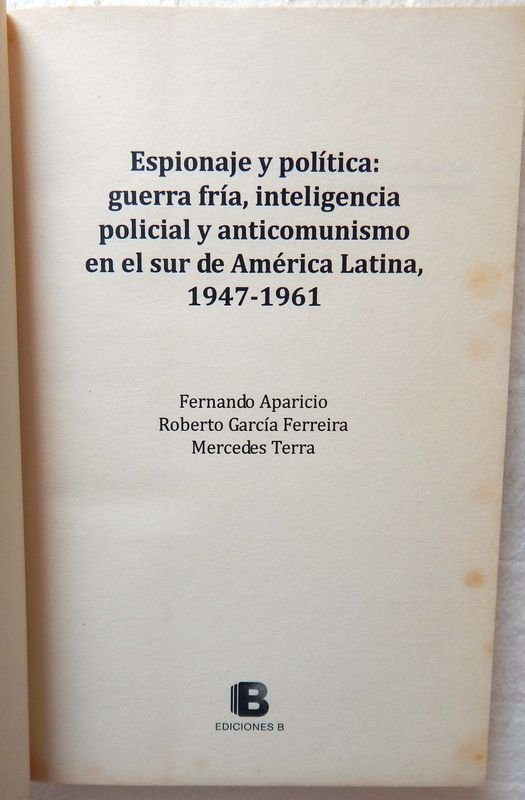 Espionaje y política:
guerra fría, inteligencia
policial y anticomunismo
en el sur de América Latina,
1947-1961
Fernando Aparicio
Roberto García Ferreira
Mercedes Terra
B
EDICIONES B